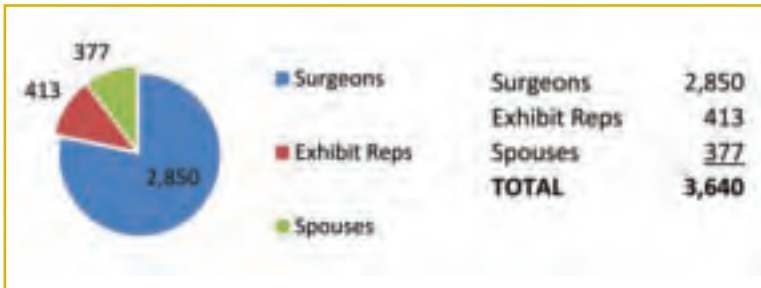 377
413
2,850
Surgeons
Exhibit Reps
Spouses
Surgeons 2,850
Exhibit Reps 413
Spouses 377
TOTAL 3,640